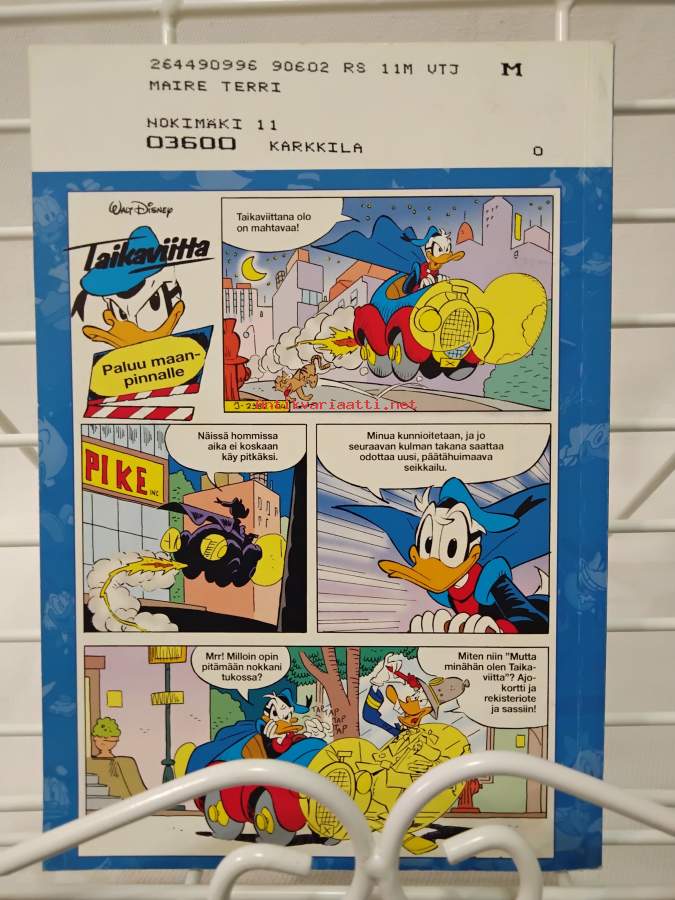 264490996 90602 RS 11M VTJ M
MAIRE TERRI
NOKIMÄKI 11
03600 KARKKILA 0
WALT DISNEY
Taikaviitta
Paluu maan-
pinnalle
Taikaviittana olo
on mahtavaa!
antikvariaatti.net
Näissä hommissa
aika ei koskaan
käy pitkäksi.
PIKE INC
Minua kunnioitetaan, ja jo
seuraavan kulman takana saattaa
odottaa uusi, päätähuimaava
seikkailu.
Mrr! Milloin opin
pitämään nokkani
tukossa?
TAP
TAP
TAP
TAP
Miten niin "Mutta
minähän olen Taika-
viitta"? Ajo-
kortti ja
rekisteriote
ja sassiin!